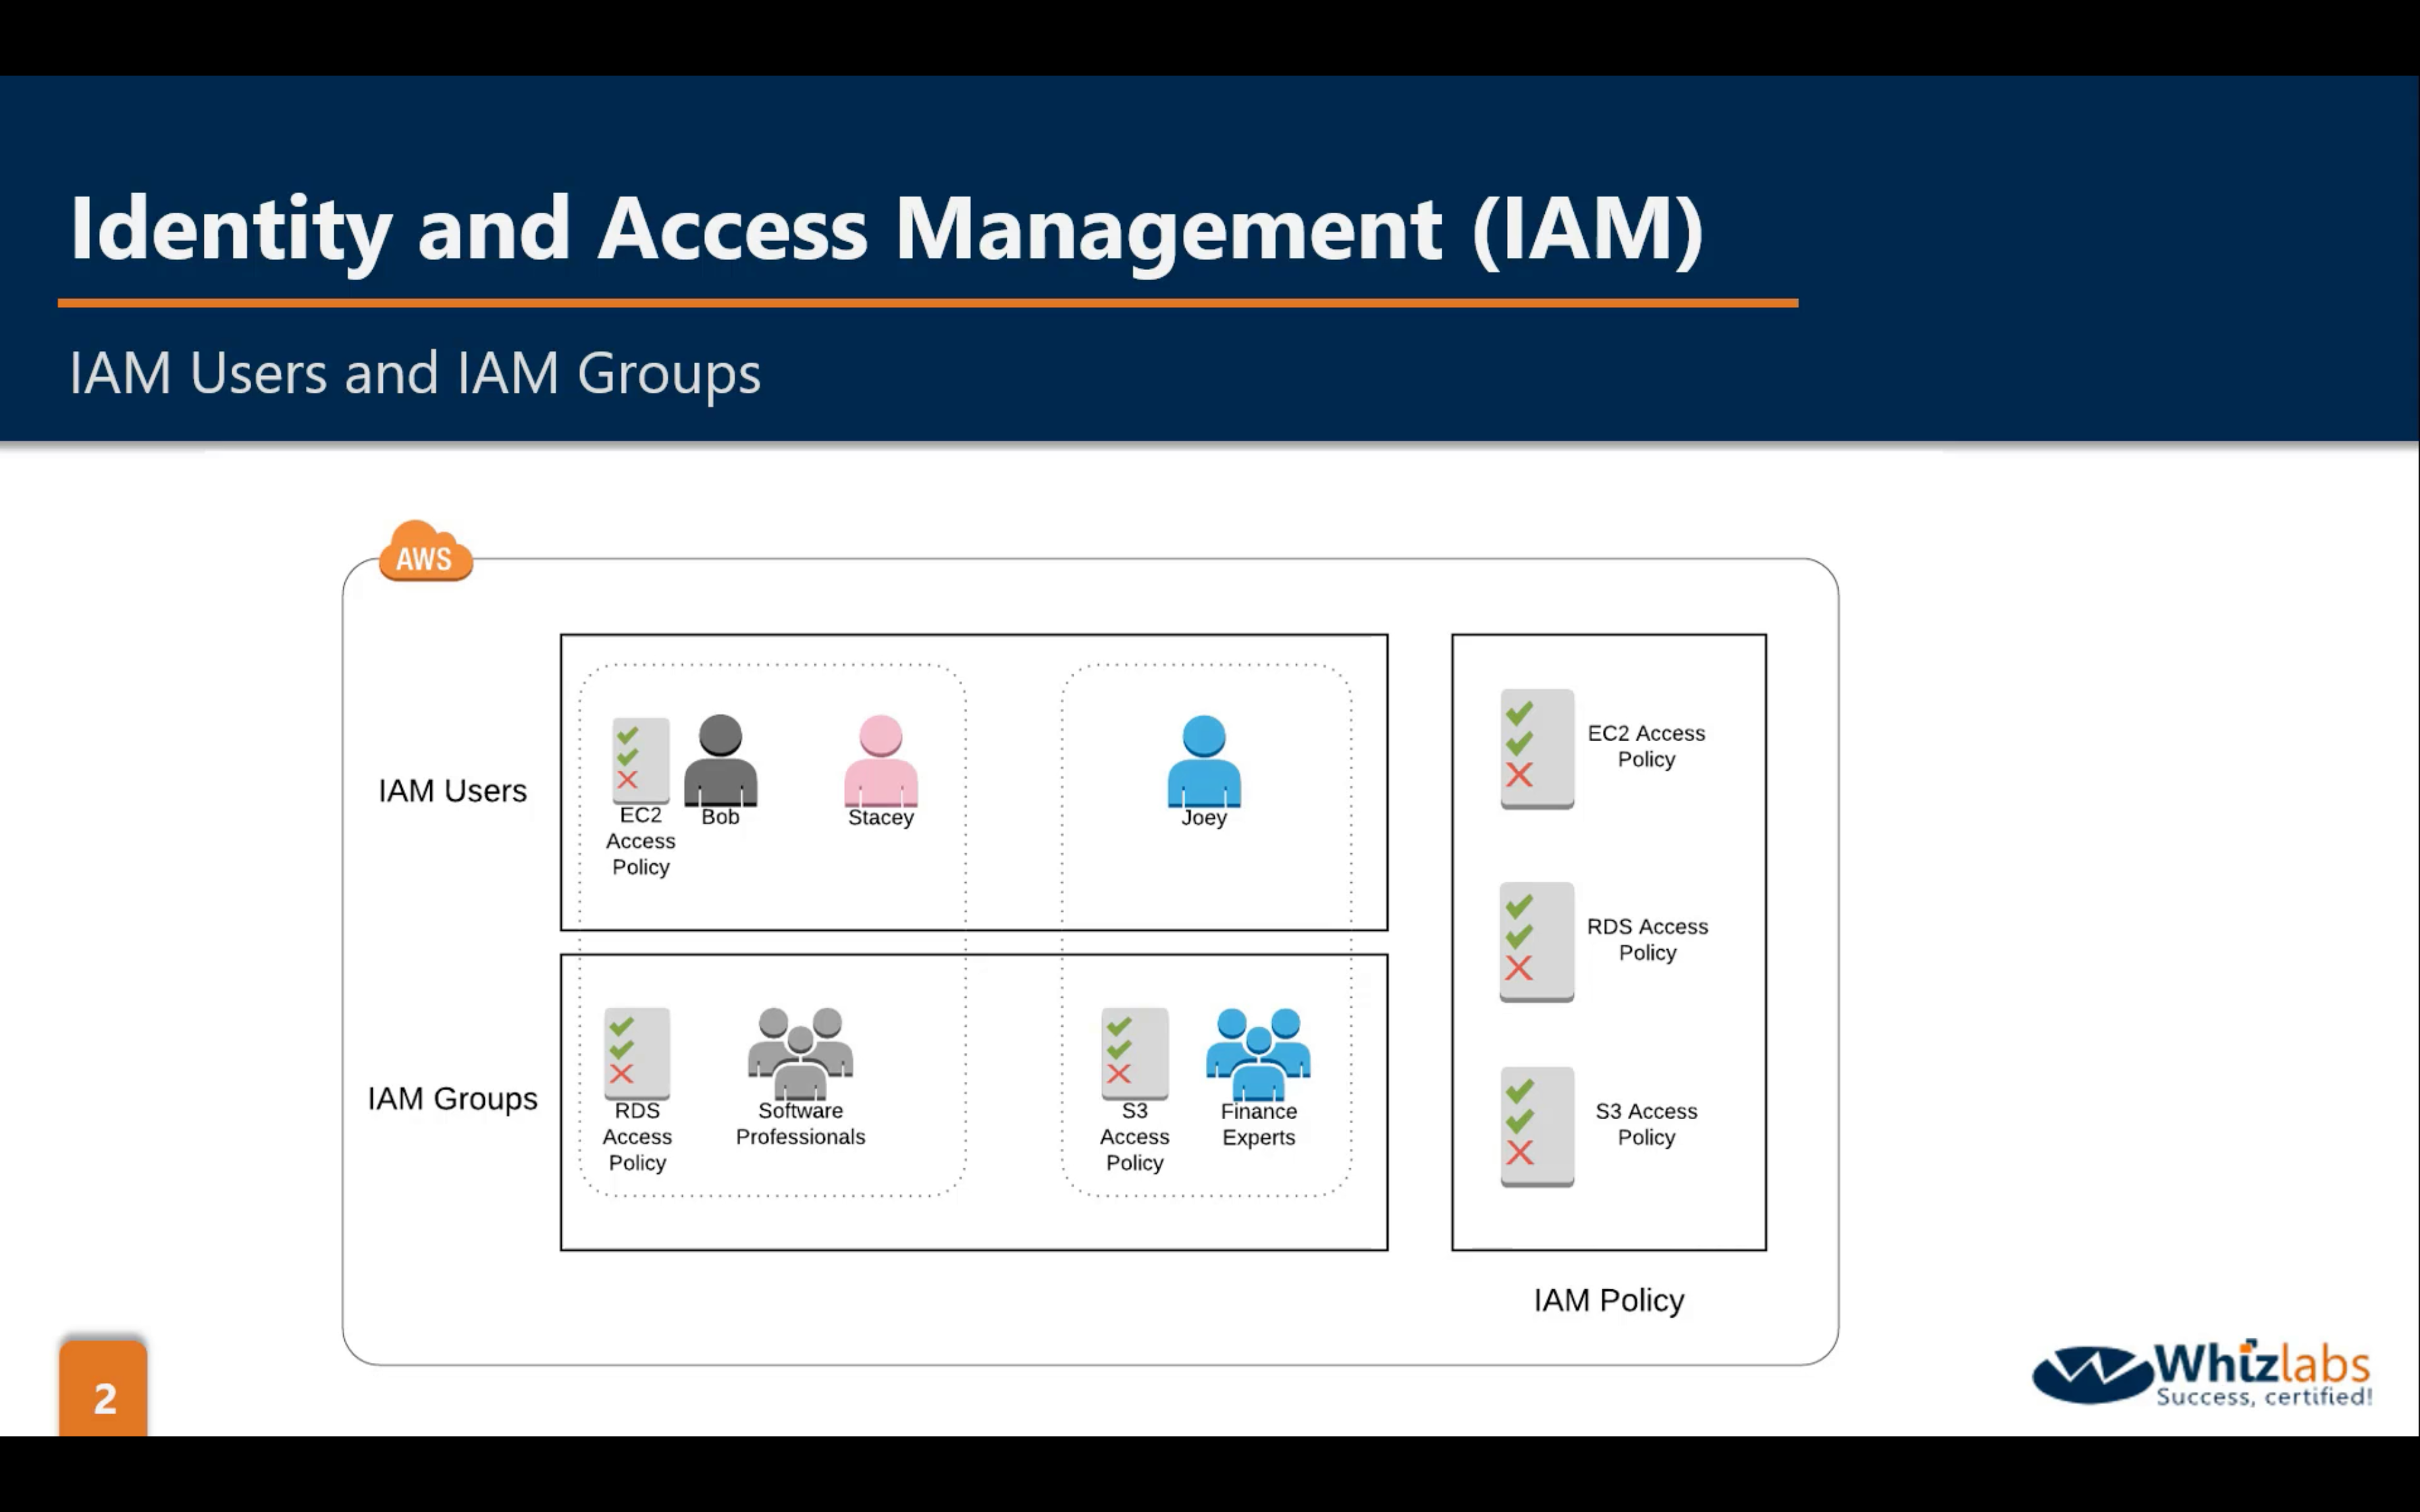 Identity and Access Management (IAM)
IAM Users and IAM Groups
AWS
IAM Users
EC2
Access
Policy
Bob
Stacey
Joey
IAM Groups
RDS
Access
Policy
Software
Professionals
S3
Access
Policy
Finance
Experts
EC2 Access
Policy
RDS Access
Policy
S3 Access
Policy
IAM Policy
2
Whizlabs
Success, certified!